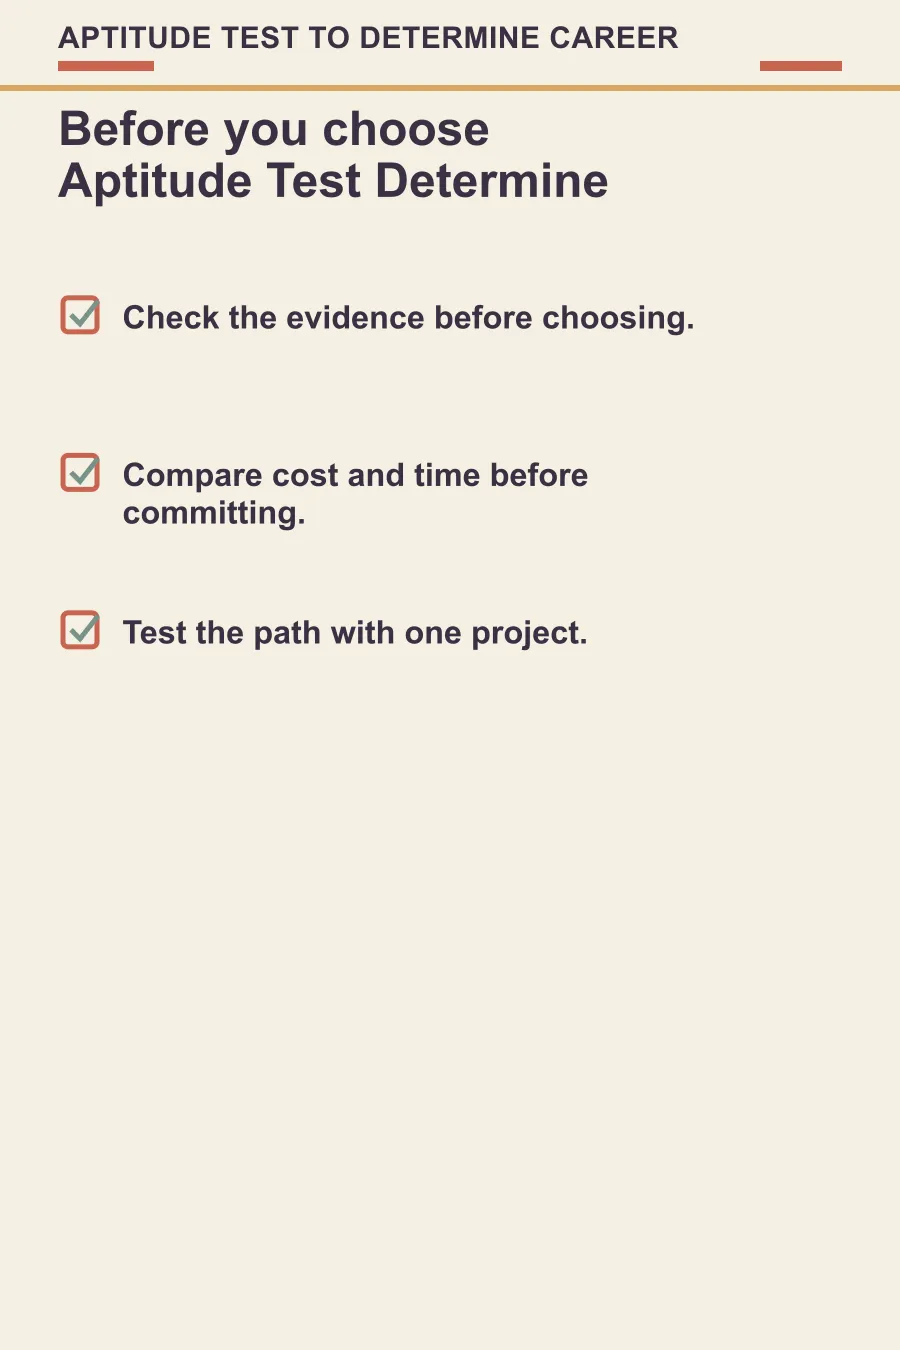 APTITUDE TEST TO DETERMINE CAREER
Before you choose
Aptitude Test Determine
Check the evidence before choosing.
Compare cost and time before
committing.
Test the path with one project.